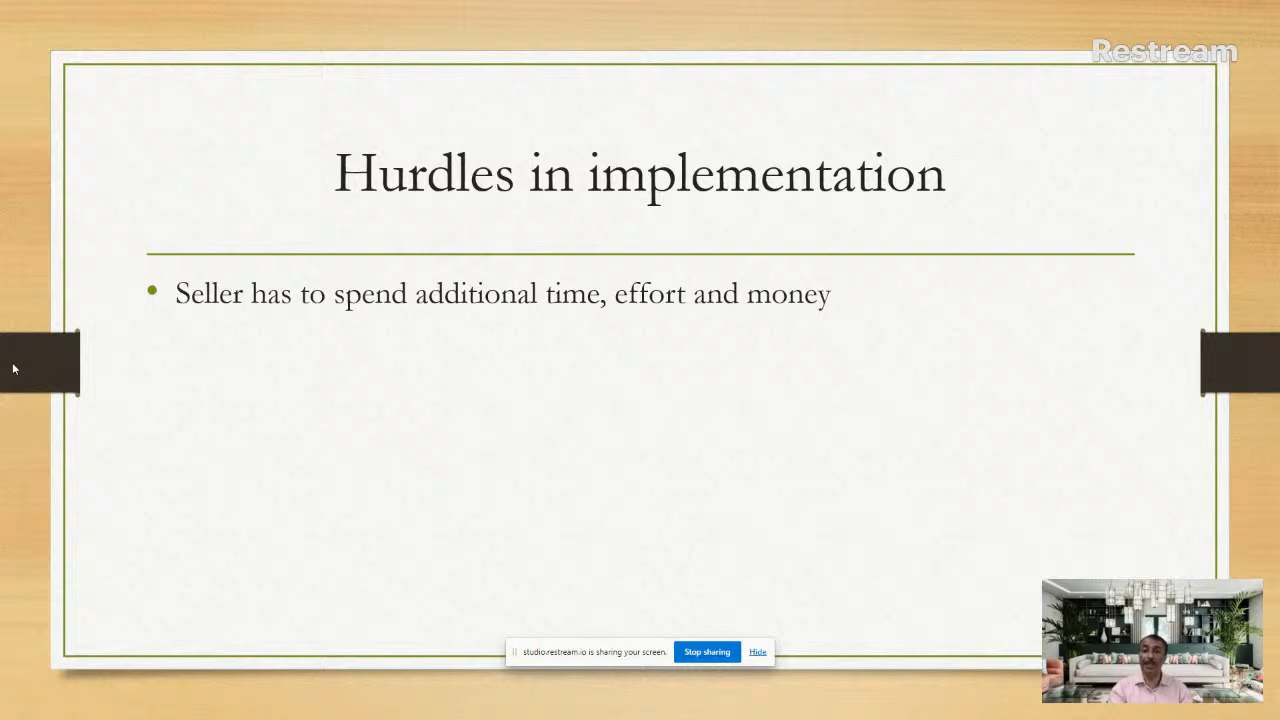 Restream
Hurdles in implementation
• Seller has to spend additional time, effort and money
studio.restream.io is sharing your screen. Stop sharing Hide